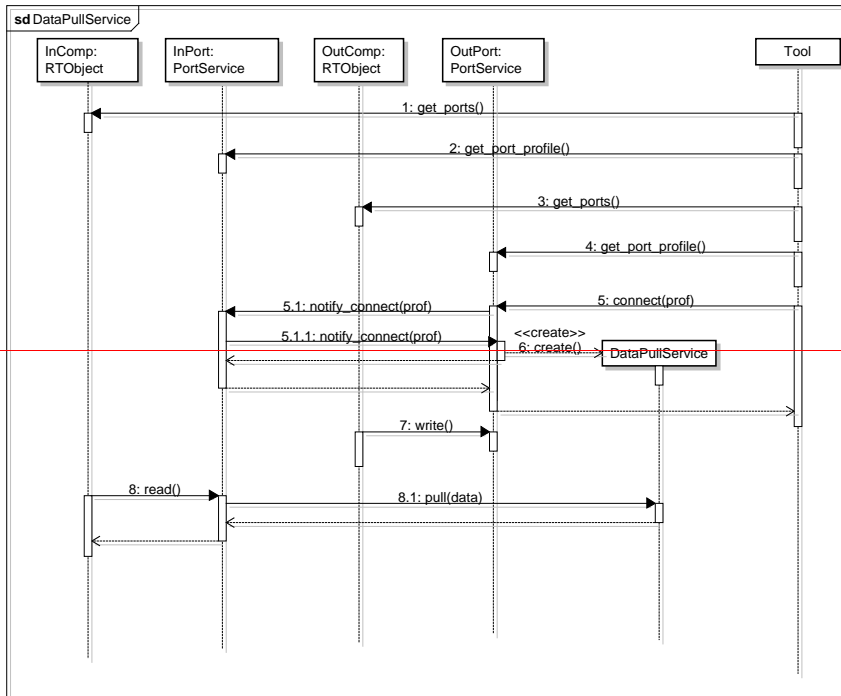 sd DataPullService
InComp:
RTObject
InPort:
PortService
OutComp:
RTObject
OutPort:
PortService
Tool
1: get_ports()
2: get_port_profile()
3: get_ports()
4: get_port_profile()
5: connect(prof)
5.1: notify_connect(prof)
5.1.1: notify_connect(prof)
<<create>>
6: create()
DataPullService
7: write()
8: read()
8.1: pull(data)